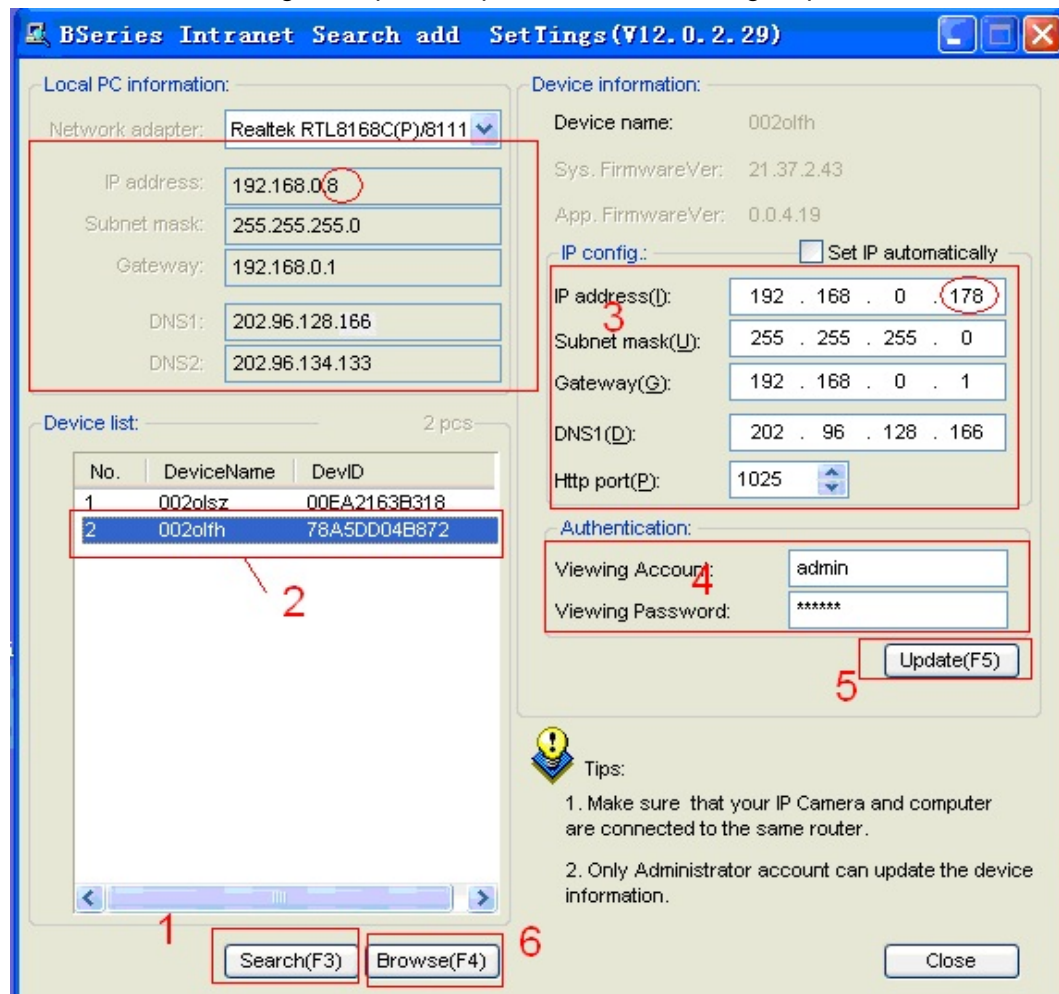 BSeries Intranet Search add SetTings(V12.0.2.29)
Local PC information:
Network adapter: Realtek RTL8168C(P)/8111
IP address: 192.168.0.8
Subnet mask: 255.255.255.0
Gateway: 192.168.0.1
DNS1: 202.96.128.166
DNS2: 202.96.134.133
Device list: 2 pcs
No. DeviceName DevID
1 002olsz 00EA2163B318
2 002olfh 78A5DD04B872
2
1
Search(F3)
Browse(F4)
6
Device information:
Device name: 002olfh
Sys. FirmwareVer: 21.37.2.43
App. FirmwareVer: 0.0.4.19
IP config.: Set IP automatically
IP address(I): 192 . 168 . 0 . 178
3
Subnet mask(U): 255 . 255 . 255 . 0
Gateway(G): 192 . 168 . 0 . 1
DNS1(D): 202 . 96 . 128 . 166
Http port(P): 1025
Authentication:
Viewing Account: admin
4
Viewing Password: ******
Update(F5)
5
Tips:
1. Make sure that your IP Camera and computer
are connected to the same router.
2. Only Administrator account can update the device
information.
Close